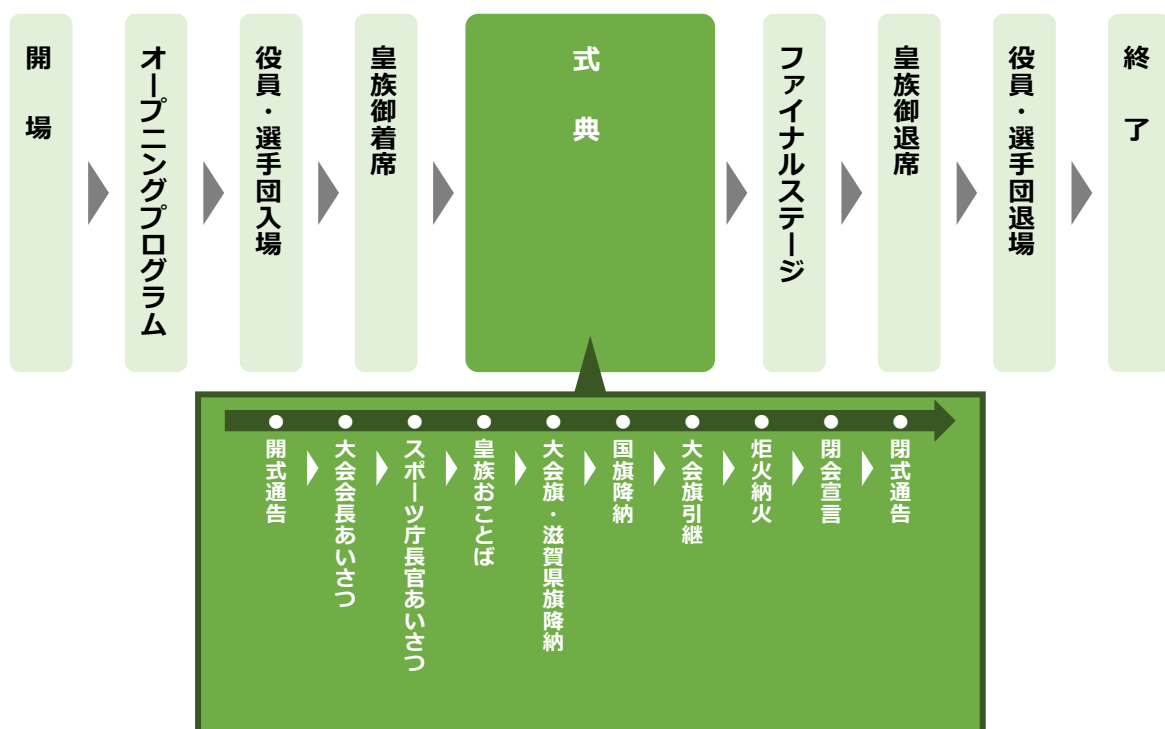 開場
オープニングプログラム
役員・選手団入場
皇族御着席
式典
ファイナルステージ
皇族御退席
役員・選手団退場
終了
開式通告
大会会長あいさつ
スポーツ庁長官あいさつ
皇族おことば
大会旗・滋賀県旗降納
国旗降納
大会旗引継
炬火納火
閉会宣言
閉式通告